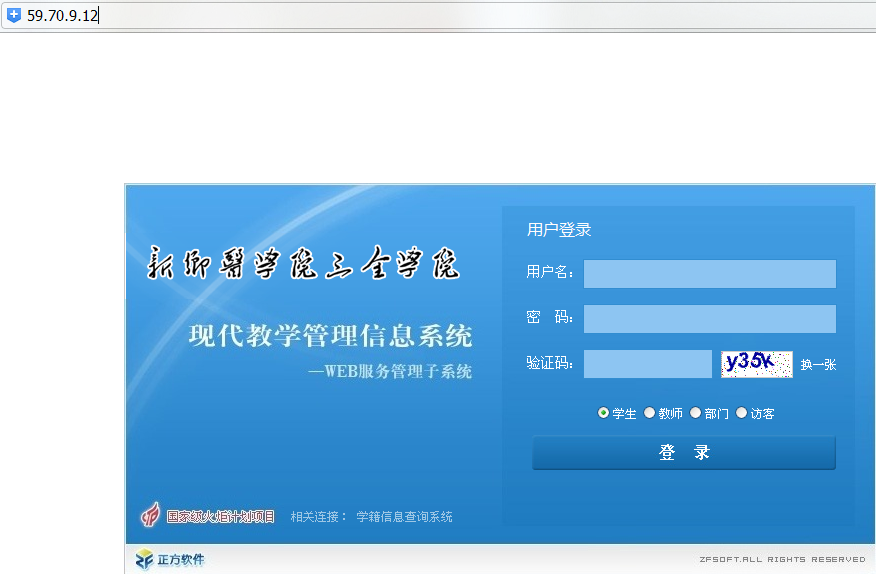 59.70.9.12
新鄉醫学院三全学院
现代教学管理信息系统
—WEB服务管理子系统
用户登录
用户名：
密 码：
验证码： y35k 换一张
学生 教师 部门 访客
登 录
国家级火炬计划项目 相关连接： 学籍信息查询系统
正方软件 ZFSOFT.ALL RIGHTS RESERVED